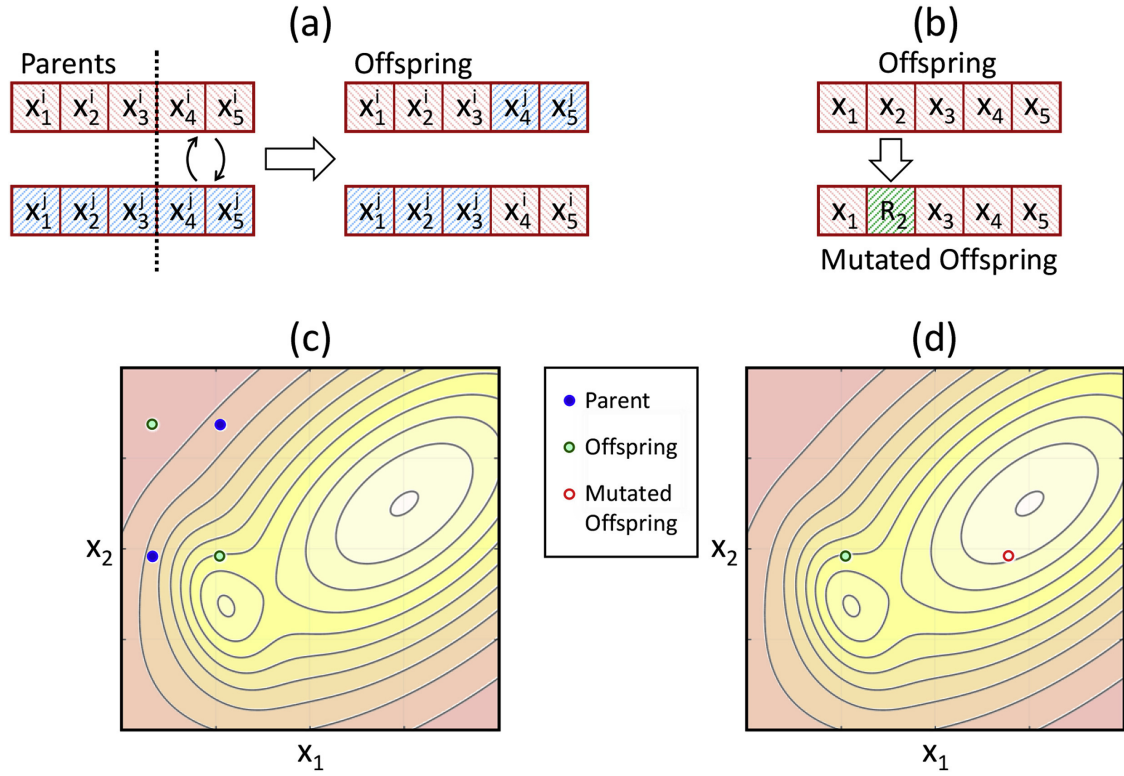 (a)
Parents
x₁ⁱ x₂ⁱ x₃ⁱ x₄ⁱ x₅ⁱ
x₁ʲ x₂ʲ x₃ʲ x₄ʲ x₅ʲ
Offspring
x₁ⁱ x₂ⁱ x₃ⁱ x₄ʲ x₅ʲ
x₁ʲ x₂ʲ x₃ʲ x₄ⁱ x₅ⁱ
(b)
Offspring
x₁ x₂ x₃ x₄ x₅
x₁ R₂ x₃ x₄ x₅
Mutated Offspring
(c)
x₂
x₁
Parent
Offspring
Mutated
Offspring
(d)
x₂
x₁